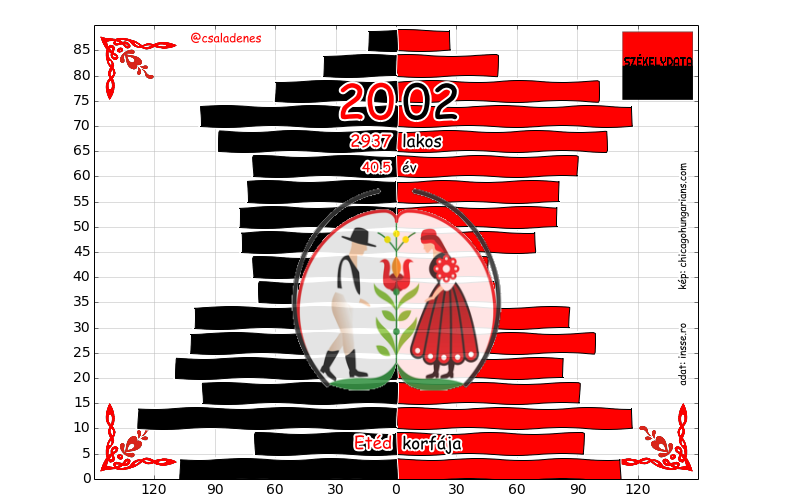 @csaladenes
SZÉKELYDATA
2002
2937 lakos
40.5 év
kép: chicagohungarians.com
adat: insse.ro
Etéd korfája
85
80
75
70
65
60
55
50
45
40
35
30
25
20
15
10
5
0
120 90 60 30 0 30 60 90 120